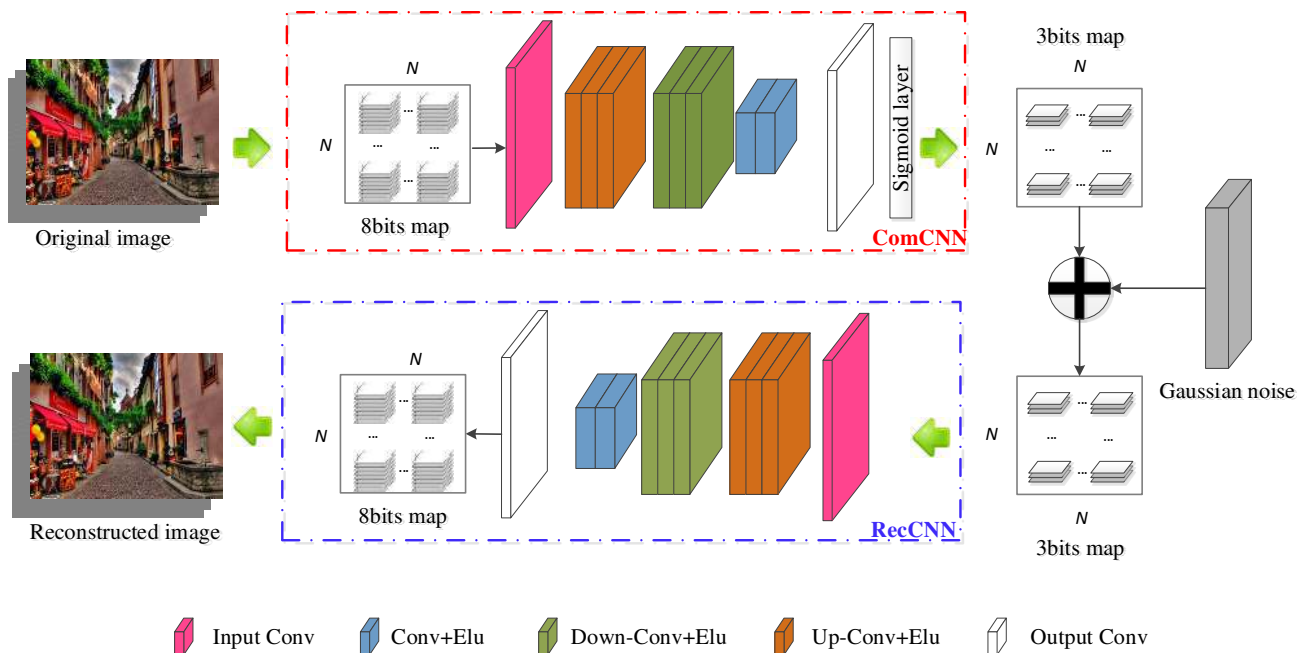 3bits map
N
N
N
...
...
...
...
8bits map
Sigmoid layer
ComCNN
N
...
...
...
...
Original image
Gaussian noise
N
N
...
...
...
...
8bits map
RecCNN
N
...
...
...
...
N
3bits map
Reconstructed image
Input Conv
Conv+Elu
Down-Conv+Elu
Up-Conv+Elu
Output Conv